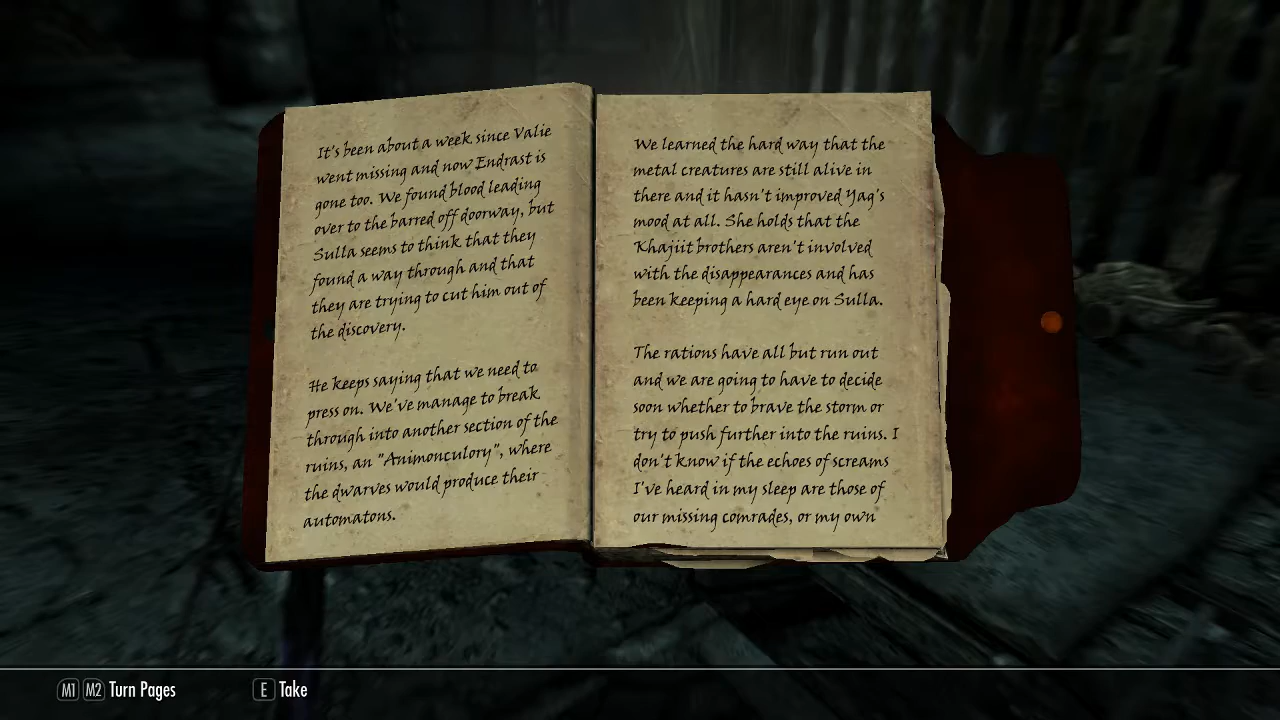 It's been about a week since Valie
went missing and now Endrast is
gone too. We found blood leading
over to the barred off doorway, but
Sulla seems to think that they
found a way through and that
they are trying to cut him out of
the discovery.
He keeps saying that we need to
press on. We've manage to break
through into another section of the
ruins, an "Animonculory", where
the dwarves would produce their
automatons.
We learned the hard way that the
metal creatures are still alive in
there and it hasn't improved Yag's
mood at all. She holds that the
Khajiit brothers aren't involved
with the disappearances and has
been keeping a hard eye on Sulla.
The rations have all but run out
and we are going to have to decide
soon whether to brave the storm or
try to push further into the ruins. I
don't know if the echoes of screams
I've heard in my sleep are those of
our missing comrades, or my own
M1 M2 Turn Pages
E Take